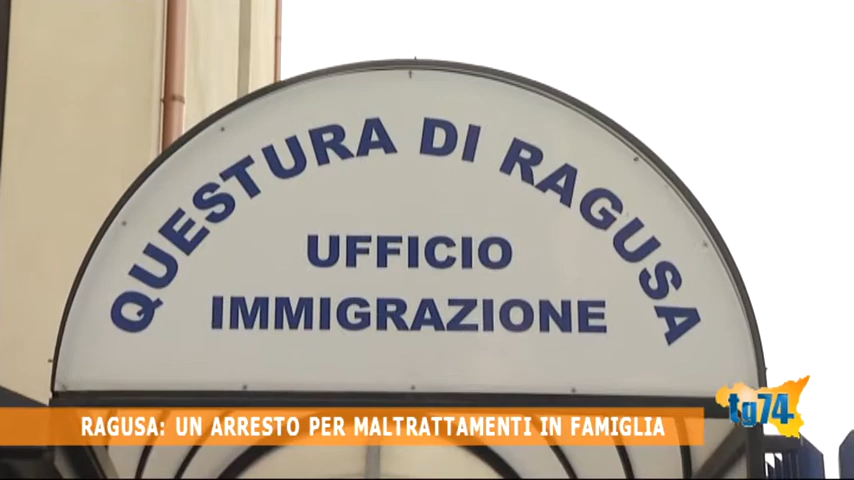 QUESTURA DI RAGUSA
UFFICIO
IMMIGRAZIONE
RAGUSA: UN ARRESTO PER MALTRATTAMENTI IN FAMIGLIA
tg74